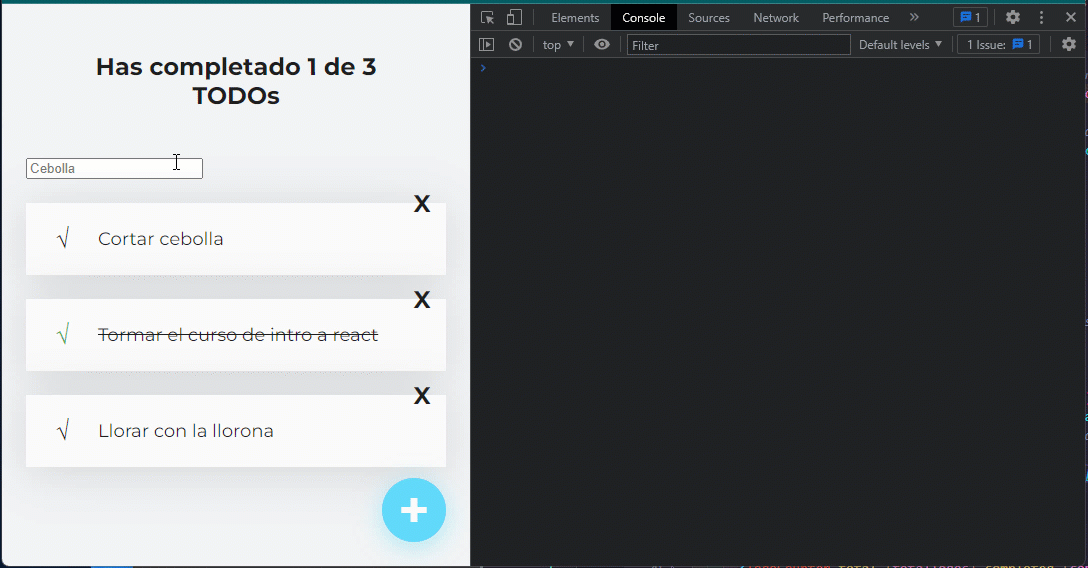 Has completado 1 de 3
TODOs
Cebolla
X
√ Cortar cebolla
X
√ Tormar el curso de intro a react
X
√ Llorar con la llorona
Elements Console Sources Network Performance » 1
top ▼ Filter Default levels ▼ 1 Issue: 1
›